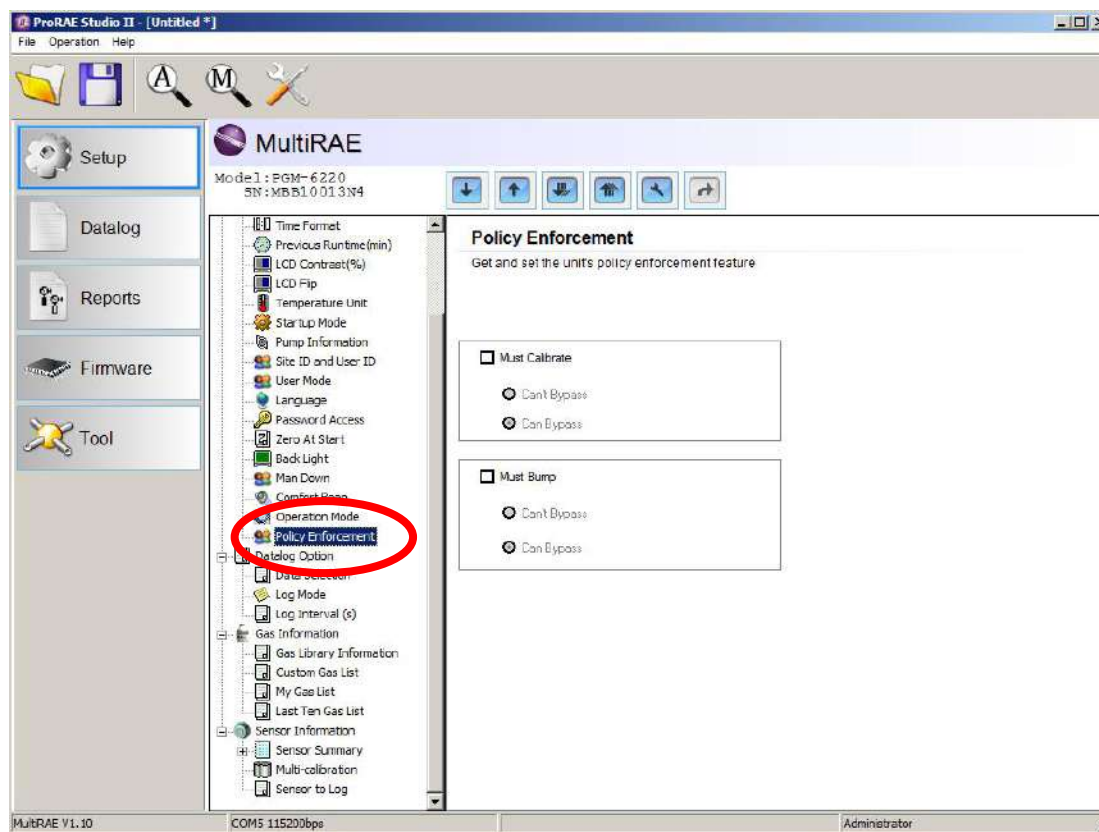 ProRAE Studio II - [Untitled *]
File Operation Help
A M
Setup
Datalog
Reports
Firmware
Tool
MultiRAE
Model:PGM-6220
SN:MBB10013N4
Time Format
Previous Runtime(min)
LCD Contrast(%)
LCD Flip
Temperature Unit
Startup Mode
Pump Information
Site ID and User ID
User Mode
Language
Password Access
Zero At Start
Back Light
Man Down
Comfort Beep
Operation Mode
Policy Enforcement
Datalog Option
Data Selection
Log Mode
Log Interval (s)
Gas Information
Gas Library Information
Custom Gas List
My Gas List
Last Ten Gas List
Sensor Information
Sensor Summary
Multi-calibration
Sensor to Log
Policy Enforcement
Get and set the unit's policy enforcement feature
Must Calibrate
Can't Bypass
Can Bypass
Must Bump
Can't Bypass
Can Bypass
MultiRAE V1.10 COM5 115200bps Administrator